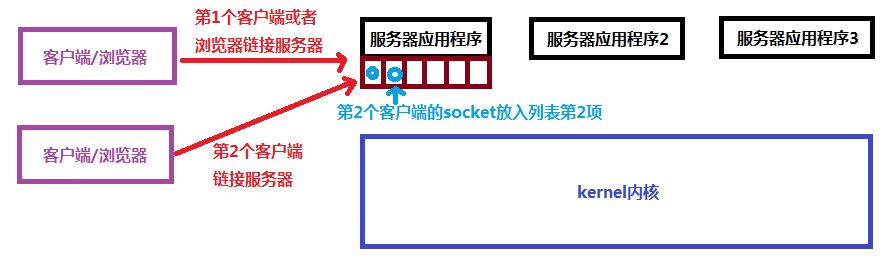 第1个客户端或者
浏览器链接服务器
客户端/浏览器
服务器应用程序
服务器应用程序2
服务器应用程序3
第2个客户端的socket放入列表第2项
客户端/浏览器
第2个客户端
链接服务器
kernel内核